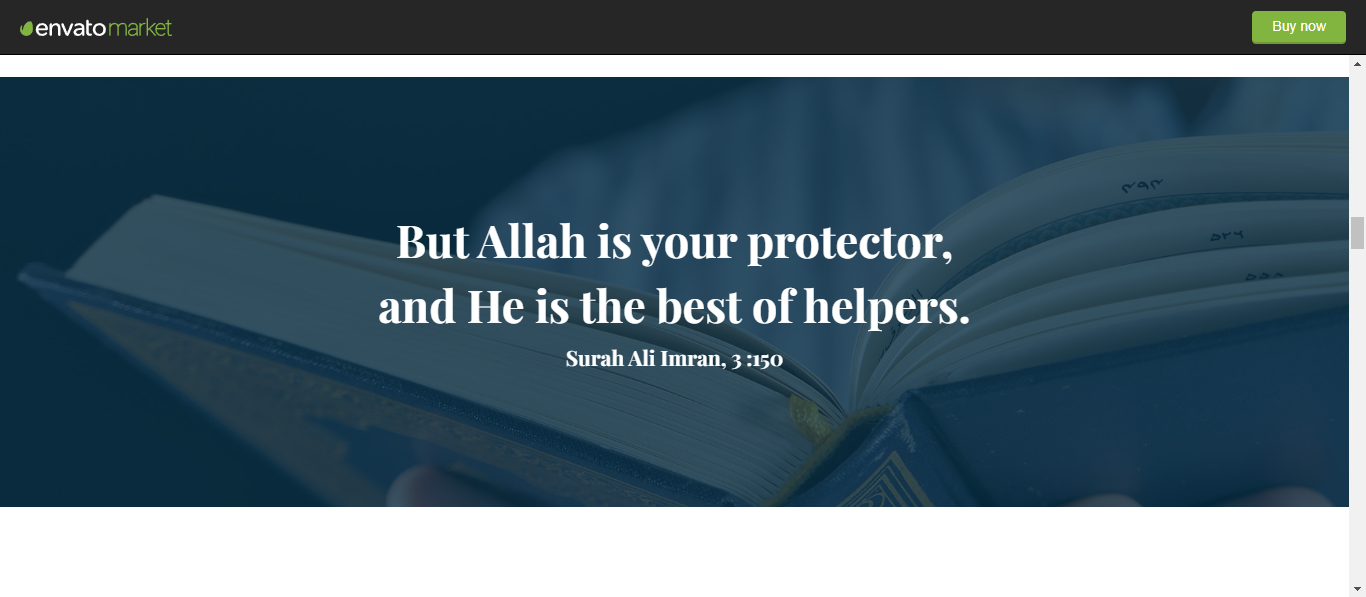 envatomarket
Buy now
But Allah is your protector,
and He is the best of helpers.
Surah Ali Imran, 3 :150